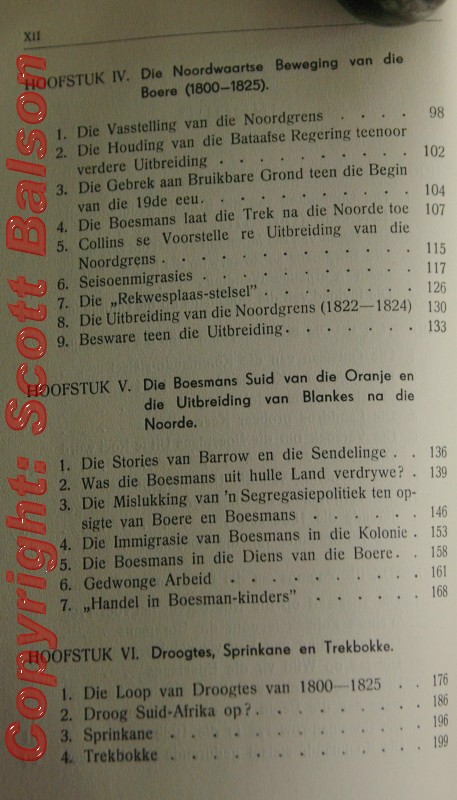 XII
HOOFSTUK IV. Die Noordwaartse Beweging van die
Boere (1800–1825).
1. Die Vasstelling van die Noordgrens . . . . 98
2. Die Houding van die Bataafse Regering teenoor
verdere Uitbreiding . . . . . . . . . . 102
3. Die Gebrek aan Bruikbare Grond teen die Begin
van die 19de eeu. . . . . . . . . . . 104
4. Die Boesmans laat die Trek na die Noorde toe 107
5. Collins se Voorstelle re Uitbreiding van die
Noordgrens . . . . . . . . . . . . . 115
6. Seisoenmigrasies . . . . . . . . . . . 117
7. Die „Rekwesplaas-stelsel” . . . . . . . . 126
8. Die Uitbreiding van die Noordgrens (1822—1824) 130
9. Besware teen die Uitbreiding. . . . . . . 133
HOOFSTUK V. Die Boesmans Suid van die Oranje en
die Uitbreiding van Blankes na die
Noorde.
1. Die Stories van Barrow en die Sendelinge . . 136
2. Was die Boesmans uit hulle Land verdrywe? . 139
3. Die Mislukking van 'n Segregasiepolitiek ten op-
sigte van Boere en Boesmans . . . . . . 146
4. Die Immigrasie van Boesmans in die Kolonie . 153
5. Die Boesmans in die Diens van die Boere. . 158
6. Gedwonge Arbeid . . . . . . . . . . 161
7. „Handel in Boesman-kinders” . . . . . . 168
HOOFSTUK VI. Droogtes, Sprinkane en Trekbokke.
1. Die Loop van Droogtes van 1800—1825 . . 176
2. Droog Suid-Afrika op? . . . . . . . . . 186
3. Sprinkane . . . . . . . . . . . . . 196
4. Trekbokke . . . . . . . . . . . . . 199
Copyright: Scott Balson